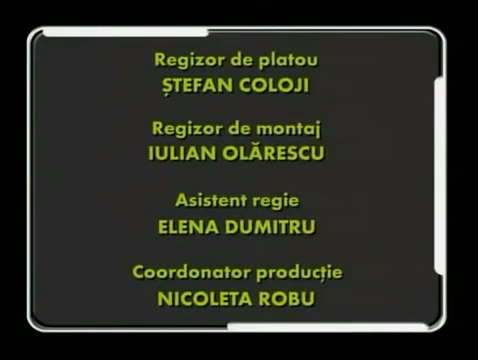 Regizor de platou
ȘTEFAN COLOJI
Regizor de montaj
IULIAN OLĂRESCU
Asistent regie
ELENA DUMITRU
Coordonator producție
NICOLETA ROBU